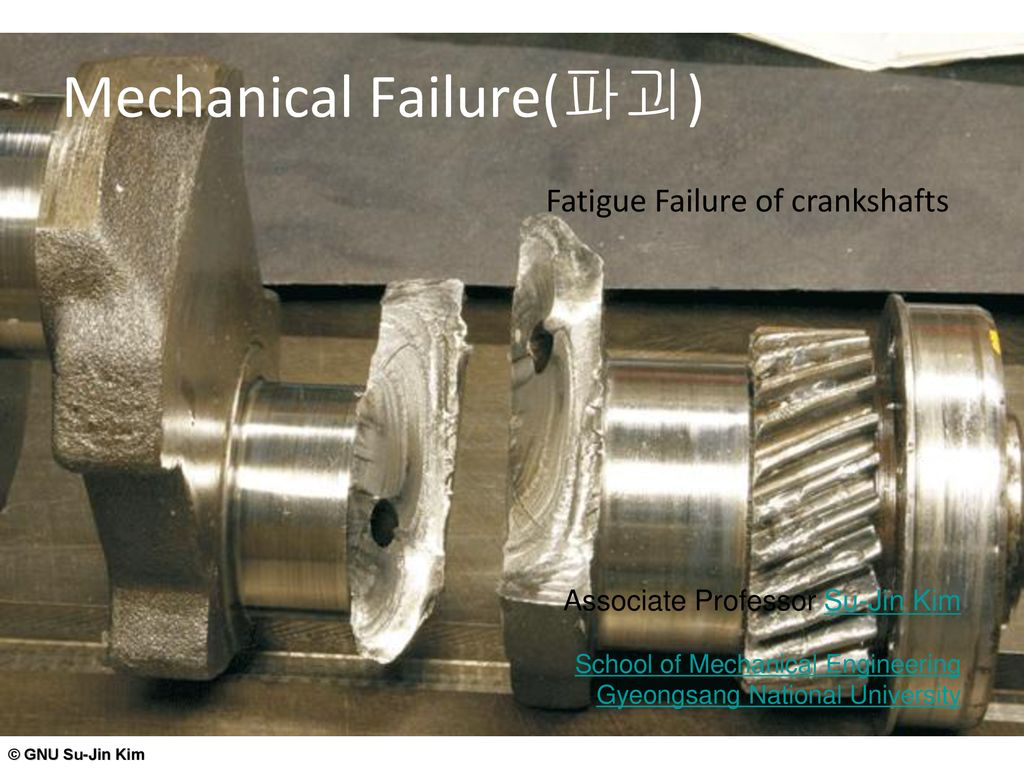 Mechanical Failure(파괴)
Fatigue Failure of crankshafts
Associate Professor Su-Jin Kim
School of Mechanical Engineering
Gyeongsang National University
© GNU Su-Jin Kim